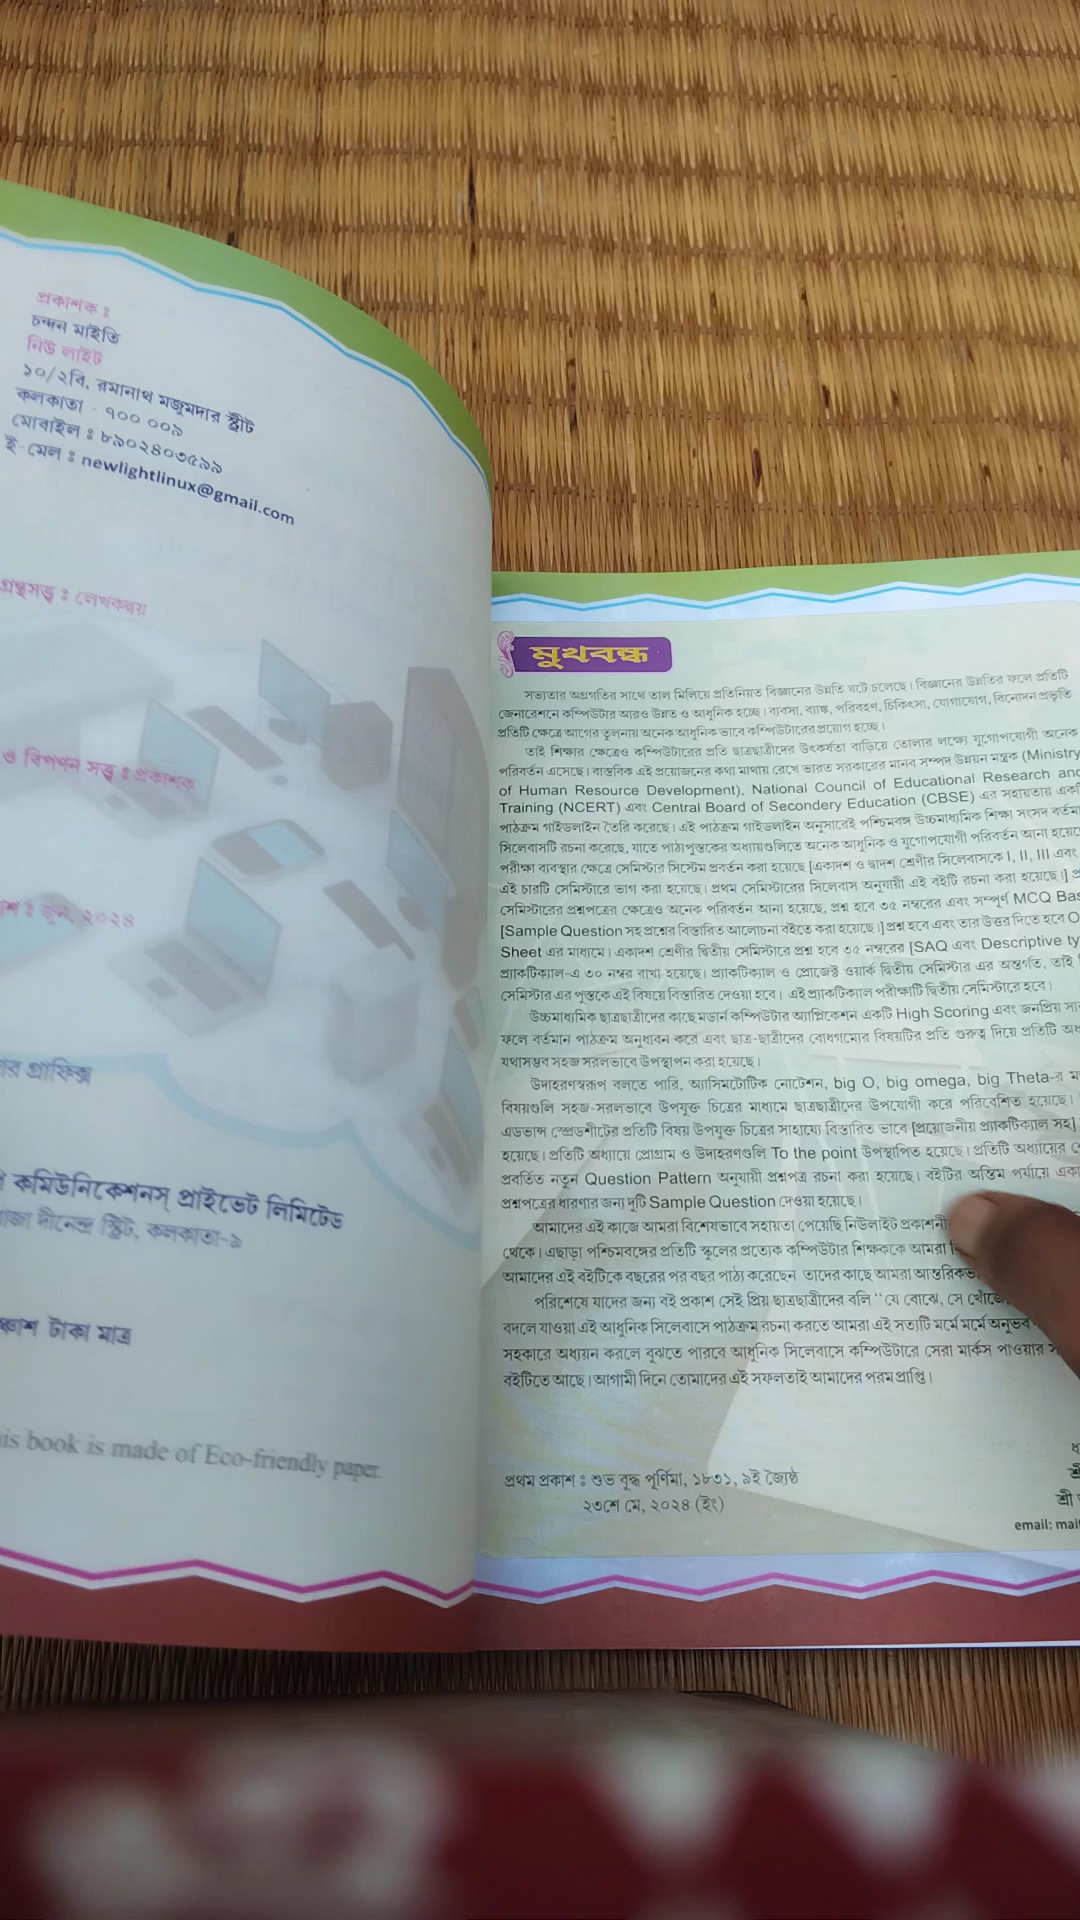 প্রকাশক ঃ
চন্দন মাইতি
নিউ লাইট
১০/২বি, রমানাথ মজুমদার স্ট্রীট
কলকাতা - ৭০০ ০০৯
মোবাইল ঃ ৮৯০২৪০৩৫৯৯
ই-মেল ঃ newlightlinux@gmail.com
গ্রন্থসত্ত্ব ঃ লেখকদ্বয়
ও বিপণন সত্ত্ব ঃ প্রকাশক
জুন, ২০২৪
গ্রাফিক্স
কমিউনিকেশনস্ প্রাইভেট লিমিটেড
দীনেন্দ্র স্ট্রিট, কলকাতা-৯
টাকা মাত্র
book is made of Eco-friendly paper.
মুখবন্ধ
সভ্যতার অগ্রগতির সাথে তাল মিলিয়ে প্রতিনিয়ত বিজ্ঞানের উন্নতি ঘটে চলেছে। বিজ্ঞানের উন্নতির ফলে প্রতিটি
জেনারেশনে কম্পিউটার আরও উন্নত ও আধুনিক হচ্ছে। ব্যবসা, ব্যাঙ্ক, পরিবহণ, চিকিৎসা, যোগাযোগ, বিনোদন প্রভৃতি
প্রতিটি ক্ষেত্রে আগের তুলনায় অনেক আধুনিক ভাবে কম্পিউটারের প্রয়োগ হচ্ছে।
তাই শিক্ষার ক্ষেত্রেও কম্পিউটারের প্রতি ছাত্রছাত্রীদের উৎকর্ষতা বাড়িয়ে তোলার লক্ষ্যে যুগোপযোগী অনেক
পরিবর্তন এসেছে। বাস্তবিক এই প্রয়োজনের কথা মাথায় রেখে ভারত সরকারের মানব সম্পদ উন্নয়ন মন্ত্রক (Ministry
of Human Resource Development), National Council of Educational Research and
Training (NCERT) এবং Central Board of Secondery Education (CBSE) এর সহায়তায় একটি
পাঠক্রম গাইডলাইন তৈরি করেছে। এই পাঠক্রম গাইডলাইন অনুসারেই পশ্চিমবঙ্গ উচ্চমাধ্যমিক শিক্ষা সংসদ
সিলেবাসটি রচনা করেছে, যাতে পাঠ্যপুস্তকের অধ্যায়গুলিতে অনেক আধুনিক ও যুগোপযোগী পরিবর্তন আনা হয়েছে
পরীক্ষা ব্যবস্থার ক্ষেত্রে সেমিস্টার সিস্টেম প্রবর্তন করা হয়েছে [একাদশ ও দ্বাদশ শ্রেণীর সিলেবাসকে I, II, III এবং
এই চারটি সেমিস্টারে ভাগ করা হয়েছে। প্রথম সেমিস্টারের সিলেবাস অনুযায়ী এই বইটি রচনা করা হয়েছে।]
সেমিস্টারের প্রশ্নপত্রের ক্ষেত্রেও অনেক পরিবর্তন আনা হয়েছে, প্রশ্ন হবে ৩৫ নম্বরের এবং সম্পূর্ণ MCQ
[Sample Question সহ প্রশ্নের বিস্তারিত আলোচনা বইতে করা হয়েছে।] প্রশ্ন হবে এবং তার উত্তর দিতে হবে
Sheet এর মাধ্যমে। একাদশ শ্রেণীর দ্বিতীয় সেমিস্টারে প্রশ্ন হবে ৩৫ নম্বরের [SAQ এবং Descriptive
প্র্যাকটিক্যাল-এ ৩০ নম্বর রাখা হয়েছে। প্র্যাকটিক্যাল ও প্রোজেক্ট ওয়ার্ক দ্বিতীয় সেমিস্টার এর অন্তর্গত, তাই
সেমিস্টার এর পুস্তকে এই বিষয়ে বিস্তারিত দেওয়া হবে। এই প্র্যাকটিক্যাল পরীক্ষাটি দ্বিতীয় সেমিস্টারে হবে।
উচ্চমাধ্যমিক ছাত্রছাত্রীদের কাছে মডার্ন কম্পিউটার অ্যাপ্লিকেশন একটি High Scoring এবং জনপ্রিয়
ফলে বর্তমান পাঠক্রম অনুধাবন করে এবং ছাত্র-ছাত্রীদের বোধগম্যের বিষয়টির প্রতি গুরুত্ব দিয়ে প্রতিটি
যথাসম্ভব সহজ সরলভাবে উপস্থাপন করা হয়েছে।
উদাহরণস্বরূপ বলতে পারি, অ্যাসিমটোটিক নোটেশন, big O, big omega, big Theta-র
বিষয়গুলি সহজ-সরলভাবে উপযুক্ত চিত্রের মাধ্যমে ছাত্রছাত্রীদের উপযোগী করে পরিবেশিত হয়েছে।
এডভান্স স্প্রেডশীটের প্রতিটি বিষয় উপযুক্ত চিত্রের সাহায্যে বিস্তারিত ভাবে [প্রয়োজনীয় প্র্যাকটিক্যাল সহ]
হয়েছে। প্রতিটি অধ্যায়ে প্রোগ্রাম ও উদাহরণগুলি To the point উপস্থাপিত হয়েছে। প্রতিটি অধ্যায়ের
প্রবর্তিত নতুন Question Pattern অনুযায়ী প্রশ্নপত্র রচনা করা হয়েছে। বইটির অন্তিম পর্যায়ে
প্রশ্নপত্রের ধারণার জন্য দুটি Sample Question দেওয়া হয়েছে।
আমাদের এই কাজে আমরা বিশেষভাবে সহায়তা পেয়েছি নিউলাইট প্রকাশনী
থেকে। এছাড়া পশ্চিমবঙ্গের প্রতিটি স্কুলের প্রত্যেক কম্পিউটার শিক্ষককে আমরা
আমাদের এই বইটিকে বছরের পর বছর পাঠ্য করেছেন তাদের কাছে আমরা
পরিশেষে যাদের জন্য বই প্রকাশ সেই প্রিয় ছাত্রছাত্রীদের বলি “যে বোঝে, সে খোঁজে,
বদলে যাওয়া এই আধুনিক সিলেবাসে পাঠক্রম রচনা করতে আমরা এই সত্যটি মর্মে মর্মে অনুভব
সহকারে অধ্যয়ন করলে বুঝতে পারবে আধুনিক সিলেবাসে কম্পিউটারে সেরা মার্কস পাওয়ার
বইটিতে আছে। আগামী দিনে তোমাদের এই সফলতাই আমাদের পরম প্রাপ্তি।
প্রথম প্রকাশ ঃ শুভ বুদ্ধ পূর্ণিমা, ১৮৩১, ৯ই জ্যৈষ্ঠ
২৩শে মে, ২০২৪ (ইং)
শ্রী
email: